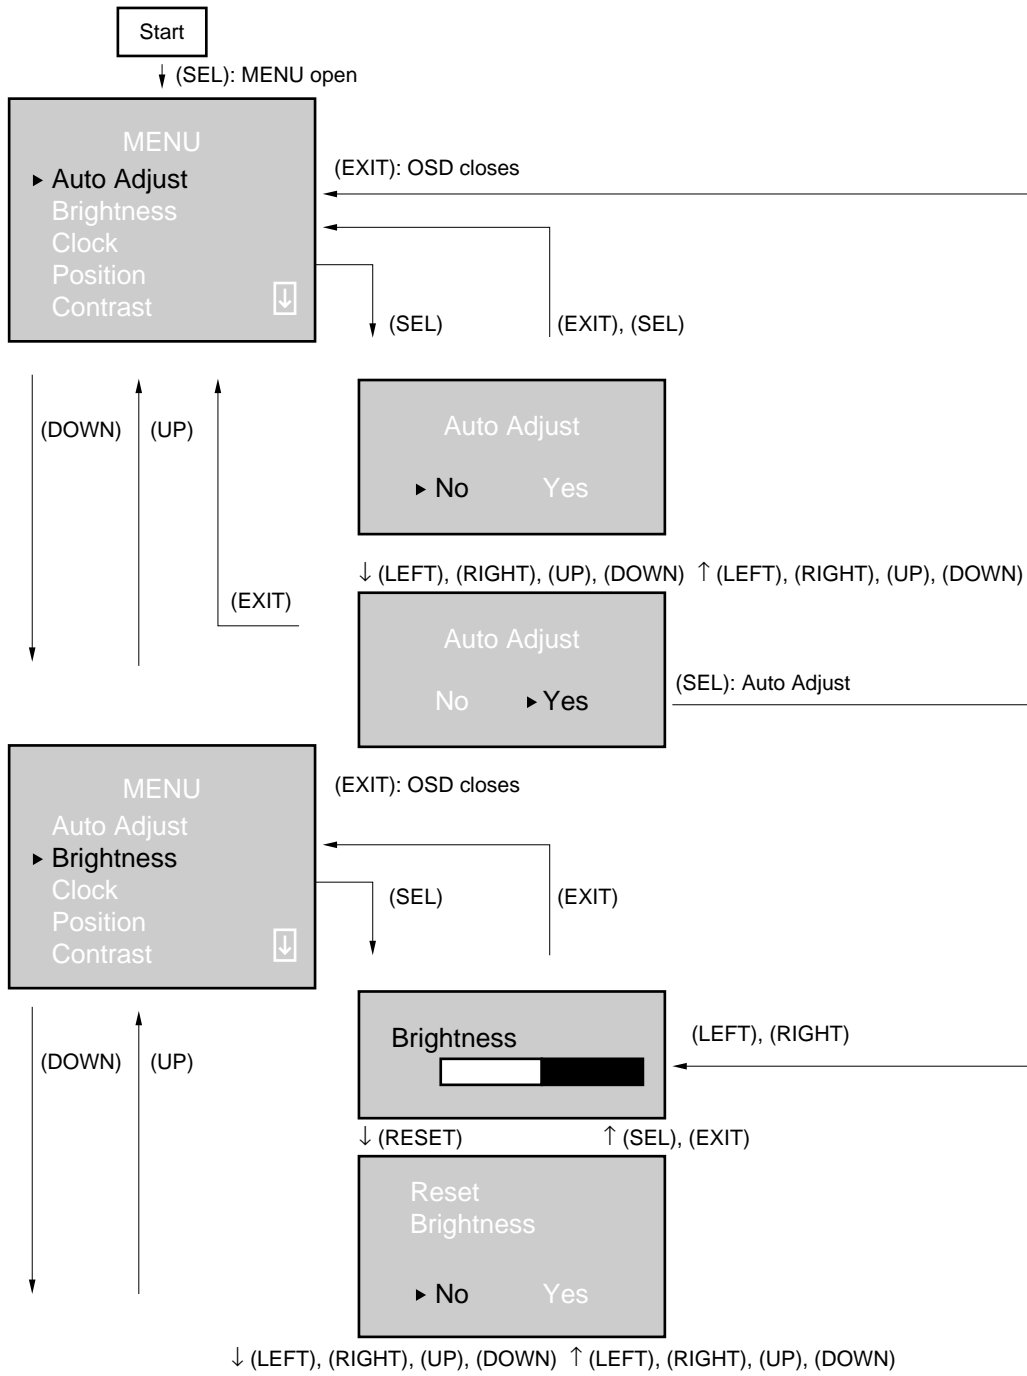 Start
(SEL): MENU open
MENU
Auto Adjust
Brightness
Clock
Position
Contrast
(EXIT): OSD closes
(SEL)
(EXIT), (SEL)
(DOWN)
(UP)
(EXIT)
Auto Adjust
No Yes
↓ (LEFT), (RIGHT), (UP), (DOWN) ↑ (LEFT), (RIGHT), (UP), (DOWN)
Auto Adjust
No Yes
(SEL): Auto Adjust
MENU
Auto Adjust
Brightness
Clock
Position
Contrast
(EXIT): OSD closes
(SEL)
(EXIT)
(DOWN)
(UP)
Brightness
(LEFT), (RIGHT)
↓ (RESET) ↑ (SEL), (EXIT)
Reset
Brightness
No Yes
↓ (LEFT), (RIGHT), (UP), (DOWN) ↑ (LEFT), (RIGHT), (UP), (DOWN)